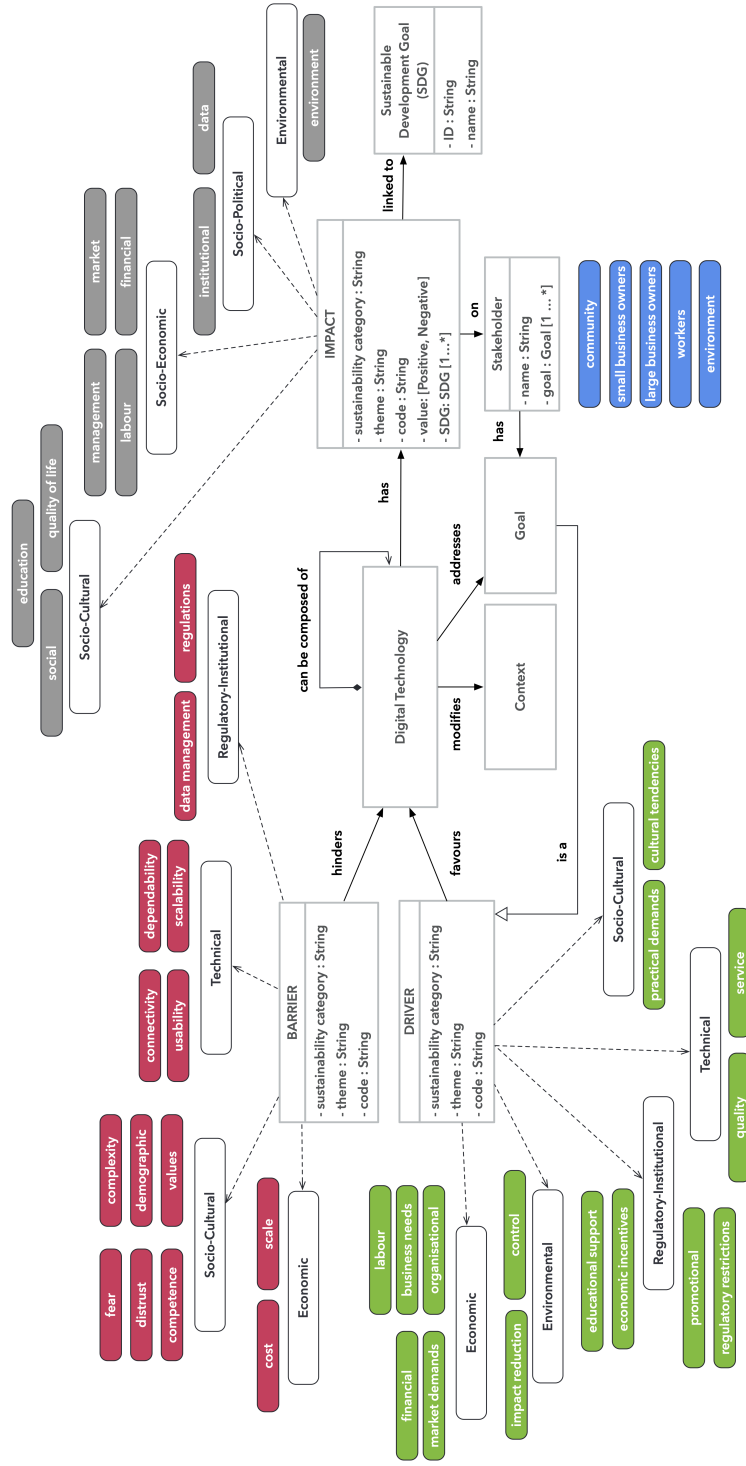 education
social
quality of life
Socio-Cultural
management
market
labour
financial
Socio-Economic
institutional
data
Socio-Political
Environmental
environment
fear
complexity
distrust
demographic
competence
values
Socio-Cultural
connectivity
dependability
usability
scalability
Technical
data management
regulations
Regulatory-Institutional
cost
scale
Economic
BARRIER
- sustainability category : String
- theme : String
- code : String
hinders
can be composed of
Digital Technology
has
IMPACT
- sustainability category : String
- theme : String
- code : String
- value: [Positive, Negative]
- SDG: SDG [1...*]
linked to
Sustainable
Development Goal
(SDG)
- ID : String
- name : String
DRIVER
- sustainability category : String
- theme : String
- code : String
favours
modifies
addresses
on
Context
Goal
has
Stakeholder
- name : String
- goal : Goal [1 ... *]
is a
community
small business owners
large business owners
workers
environment
labour
financial
business needs
market demands
organisational
Economic
impact reduction
control
Environmental
educational support
economic incentives
Regulatory-Institutional
promotional
regulatory restrictions
Socio-Cultural
practical demands
cultural tendencies
Technical
quality
service